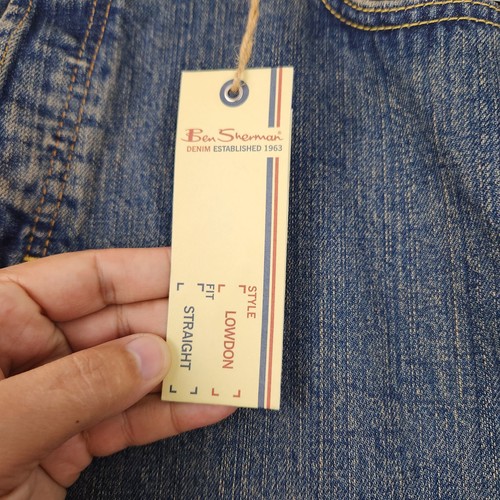 Ben Sherman
DENIM ESTABLISHED 1963
STYLE
LOWDON
FIT
STRAIGHT